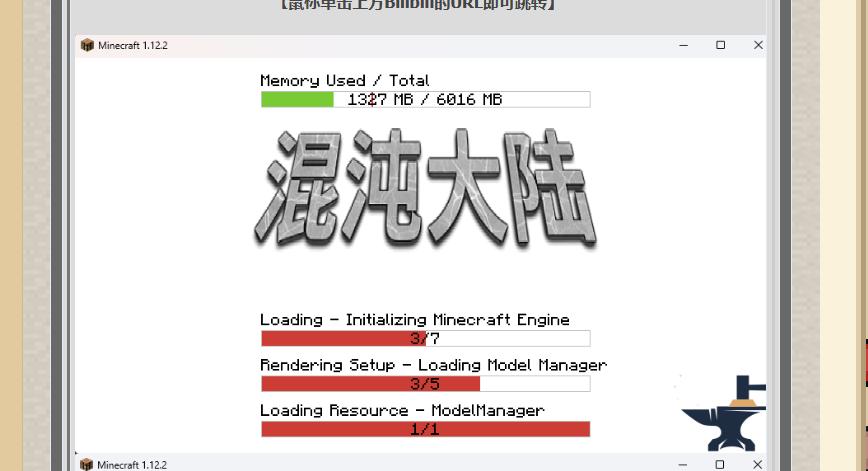 【鼠标单击上方Bilibili的URL即可跳转】
Minecraft 1.12.2
Memory Used / Total
1327 MB / 6016 MB
混沌大陆
Loading - Initializing Minecraft Engine
3/7
Rendering Setup - Loading Model Manager
3/5
Loading Resource - ModelManager
1/1
Minecraft 1.12.2